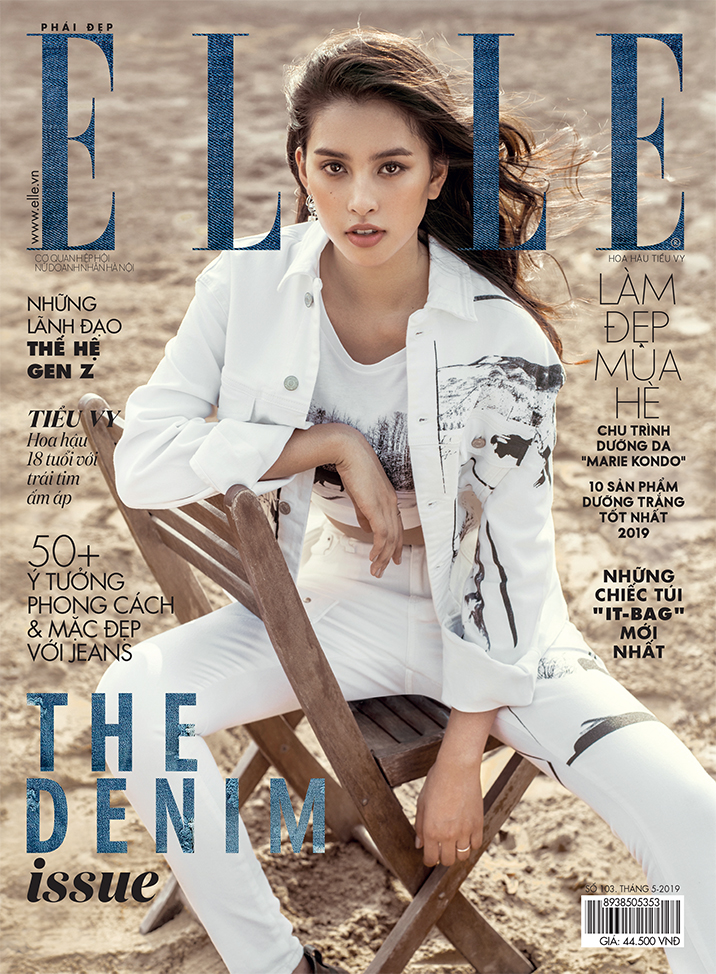 PHÁI ĐẸP
ELLE
www.elle.vn
CƠ QUAN HIỆP HỘI
NỮ DOANH NHÂN HÀ NỘI
HOA HẬU TIỂU VY
NHỮNG
LÃNH ĐẠO
THẾ HỆ
GEN Z
TIỂU VY
Hoa hậu
18 tuổi với
trái tim
ấm áp
50+
Ý TƯỞNG
PHONG CÁCH
& MẶC ĐẸP
VỚI JEANS
THE
DENIM
issue
LÀM
ĐẸP
MÙA
HÈ
CHU TRÌNH
DƯỠNG DA
"MARIE KONDO"
10 SẢN PHẨM
DƯỠNG TRẮNG
TỐT NHẤT
2019
NHỮNG
CHIẾC TÚI
"IT-BAG"
MỚI
NHẤT
SỐ 103. THÁNG 5-2019
8938505353
GIÁ: 44.500 VNĐ